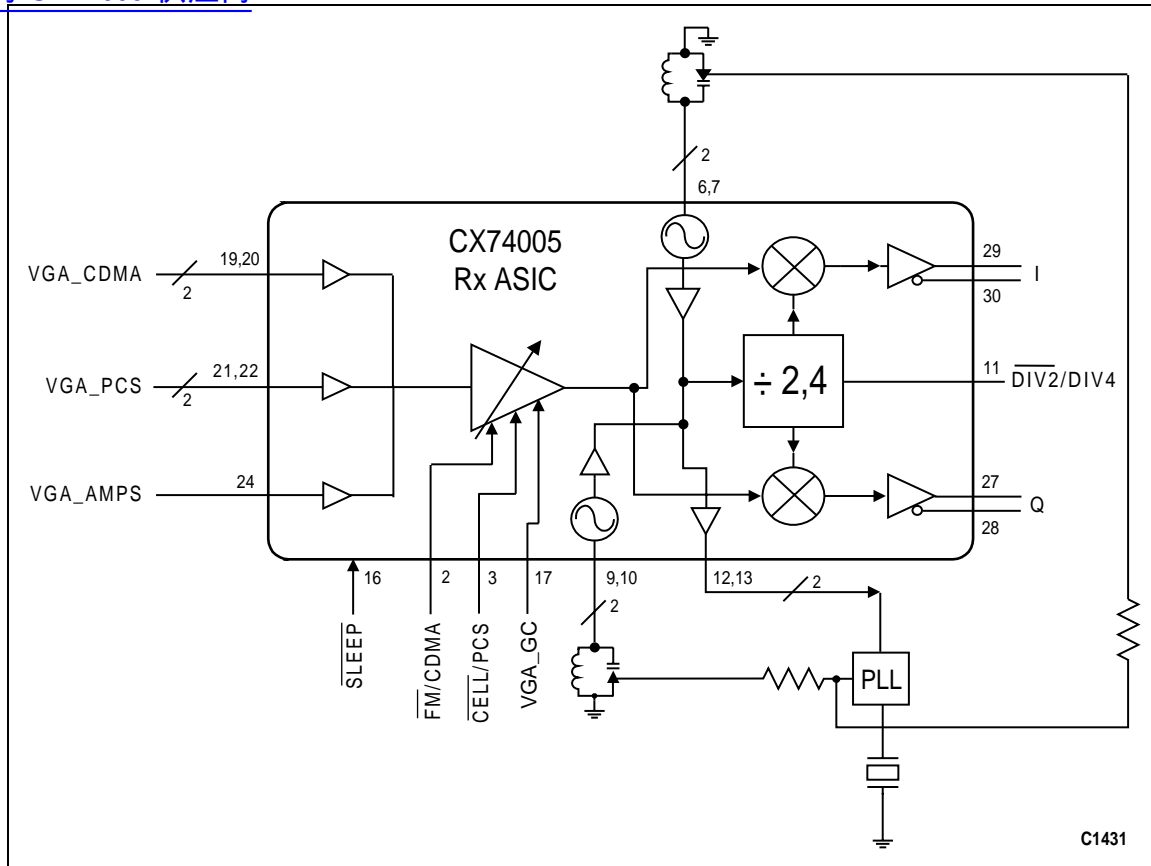 2
6,7
CX74005
Rx ASIC
VGA_CDMA
19,20
2
29
I
30
VGA_PCS
21,22
2
÷ 2,4
11
DIV2/DIV4
VGA_AMPS
24
27
Q
28
16
2
3
17
9,10
12,13
2
2
SLEEP
FM/CDMA
CELL/PCS
VGA_GC
PLL
C1431